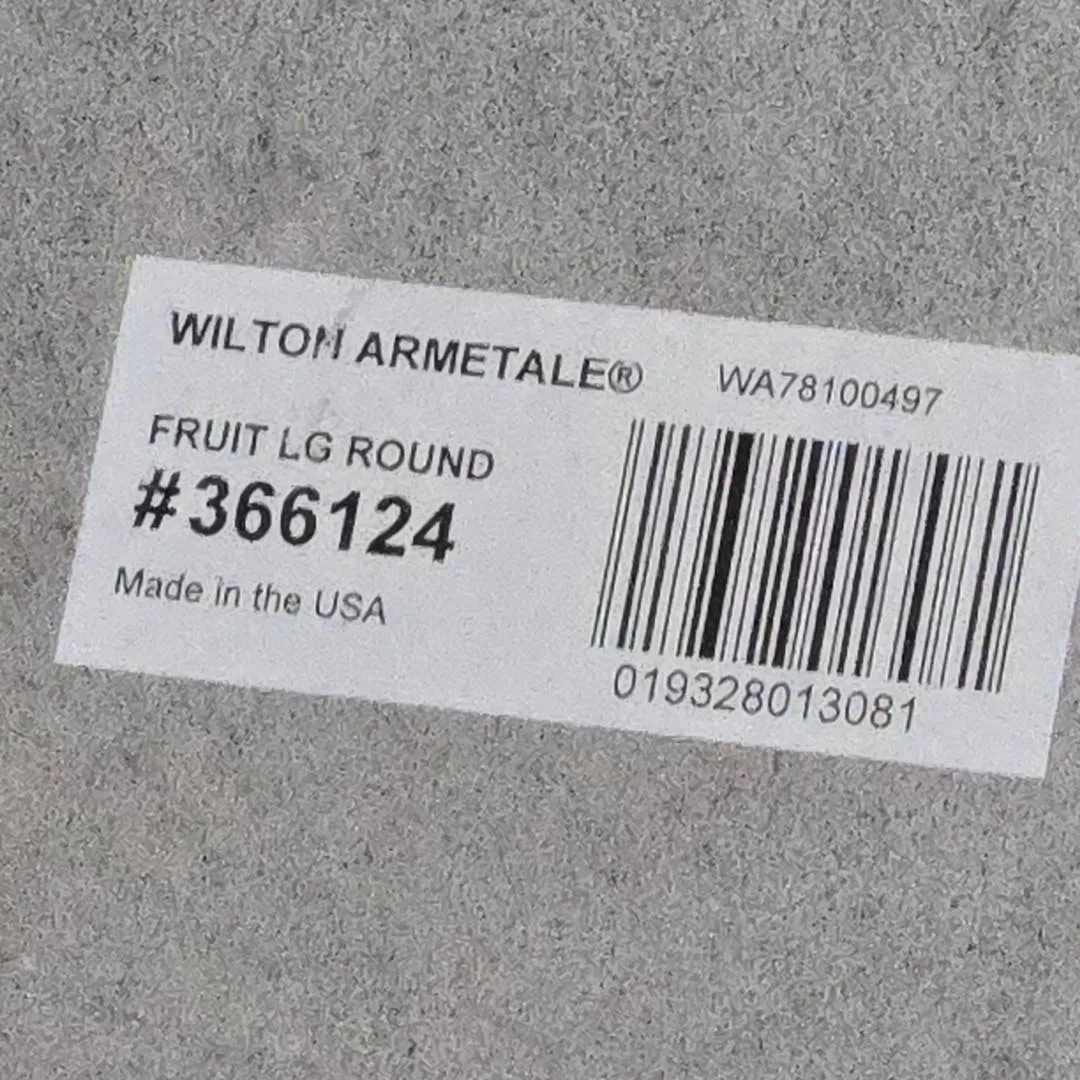 WILTON ARMETALE® WA78100497
FRUIT LG ROUND
#366124
Made in the USA
019328013081